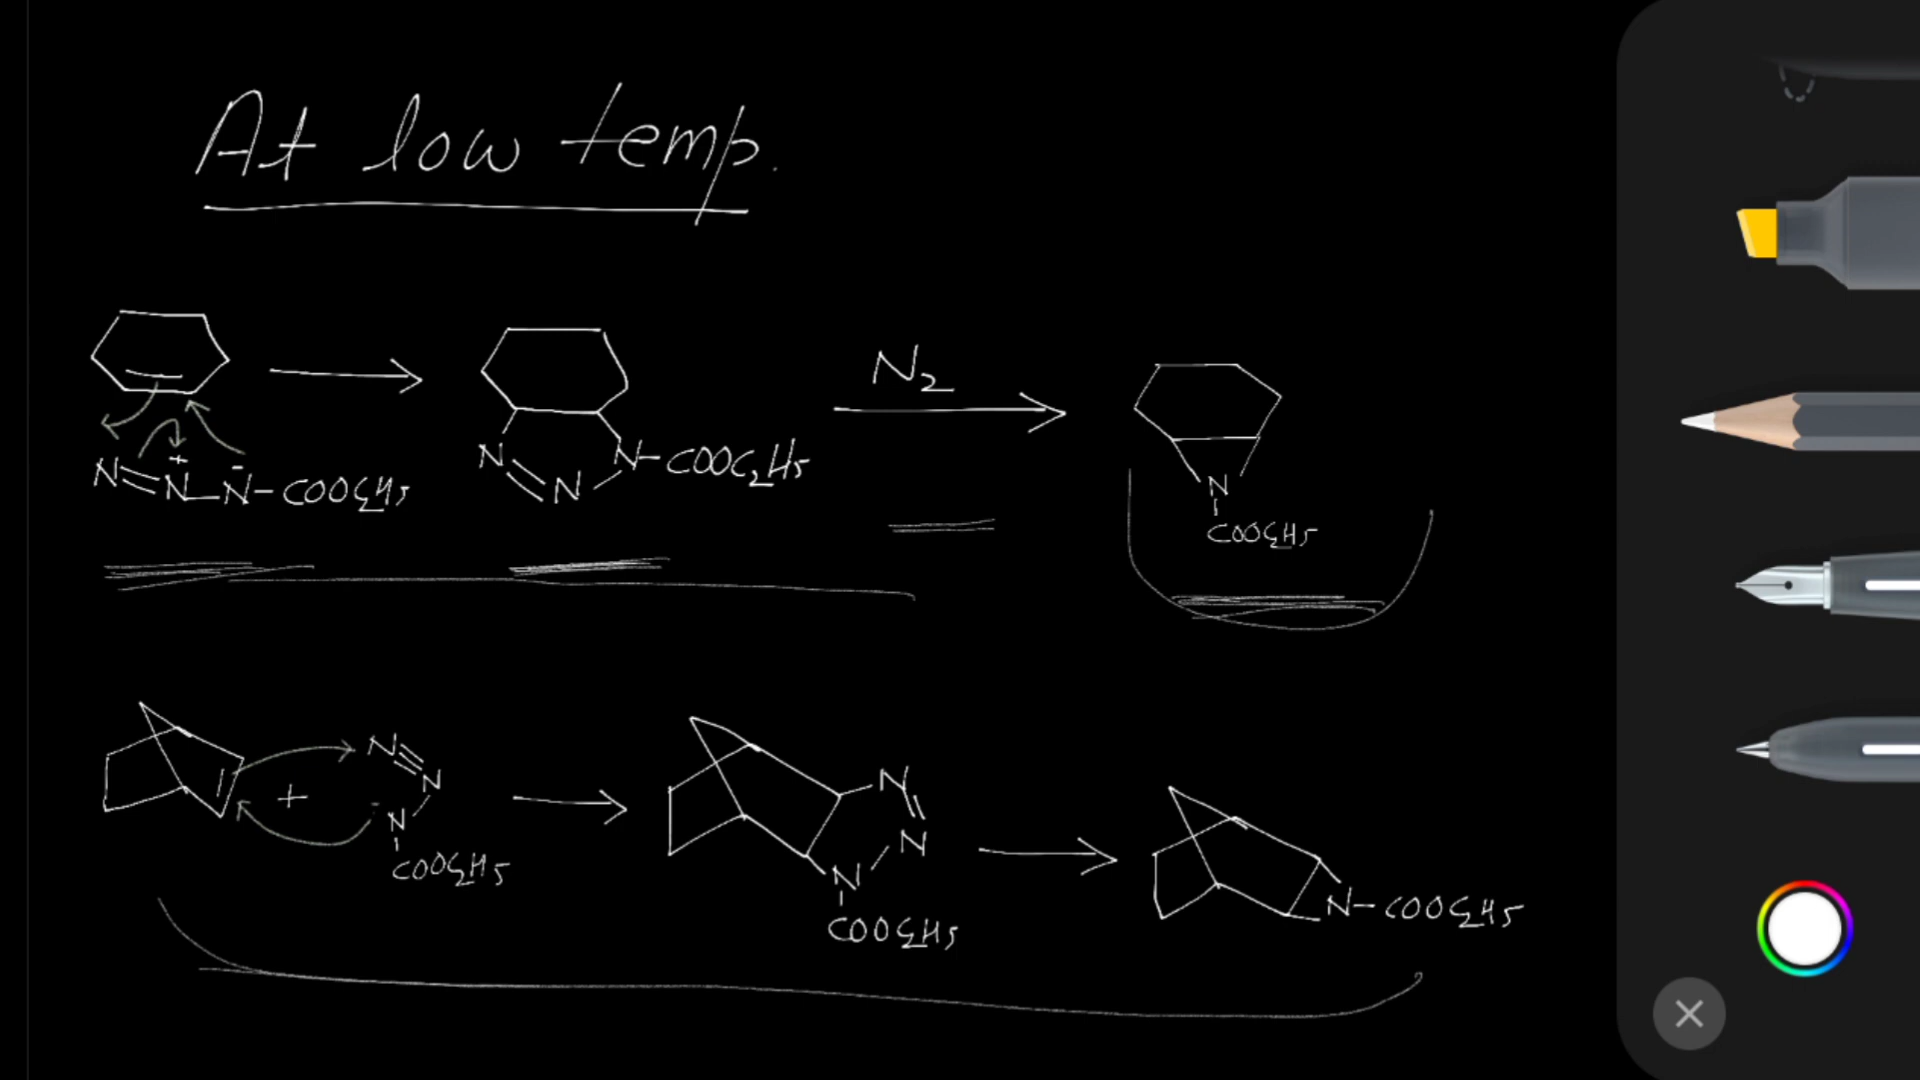 At low temp.
N=N⁺-N⁻-COOC2H5
N=N-N-COOC2H5
N2
N
COOC2H5
+
N≡N
N⁻
COOC2H5
N=N
N
COOC2H5
N-COOC2H5